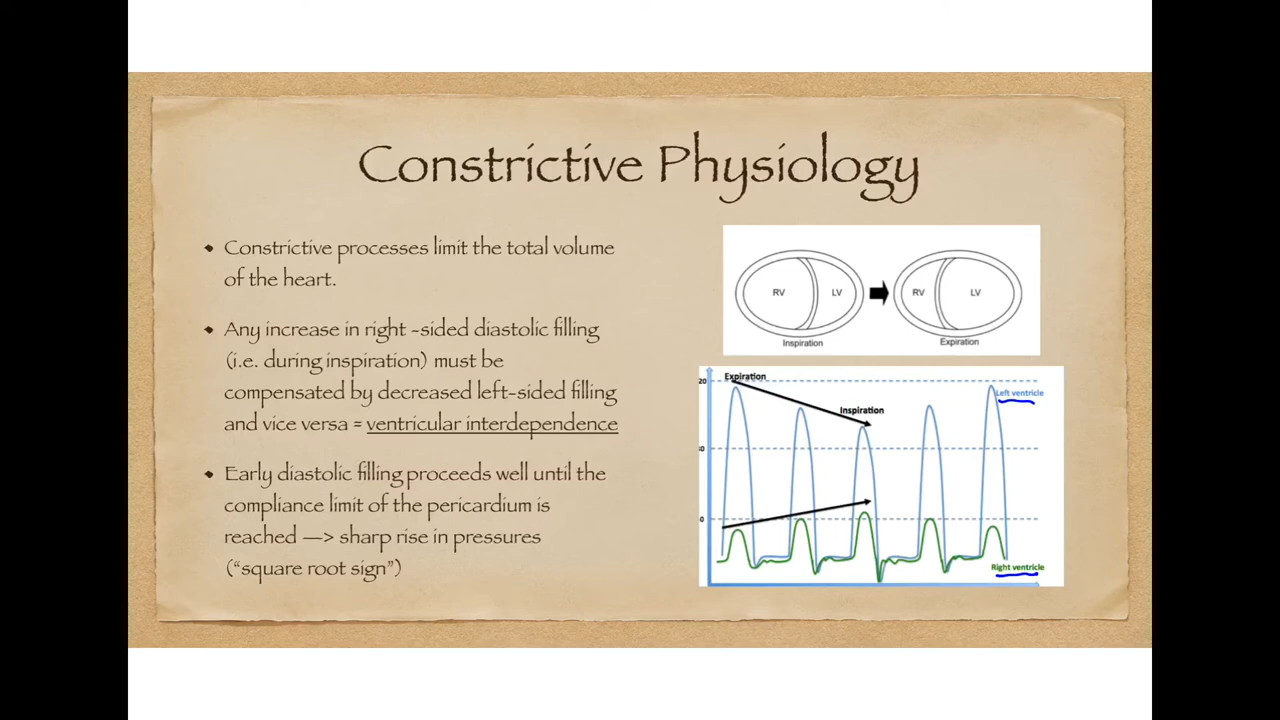 Constrictive Physiology
• Constrictive processes limit the total volume
of the heart.
• Any increase in right -sided diastolic filling
(i.e. during inspiration) must be
compensated by decreased left-sided filling
and vice versa = ventricular interdependence
• Early diastolic filling proceeds well until the
compliance limit of the pericardium is
reached —> sharp rise in pressures
(“square root sign”)
RV LV RV LV
Inspiration Expiration
Expiration
20
Left ventricle
Inspiration
Right ventricle